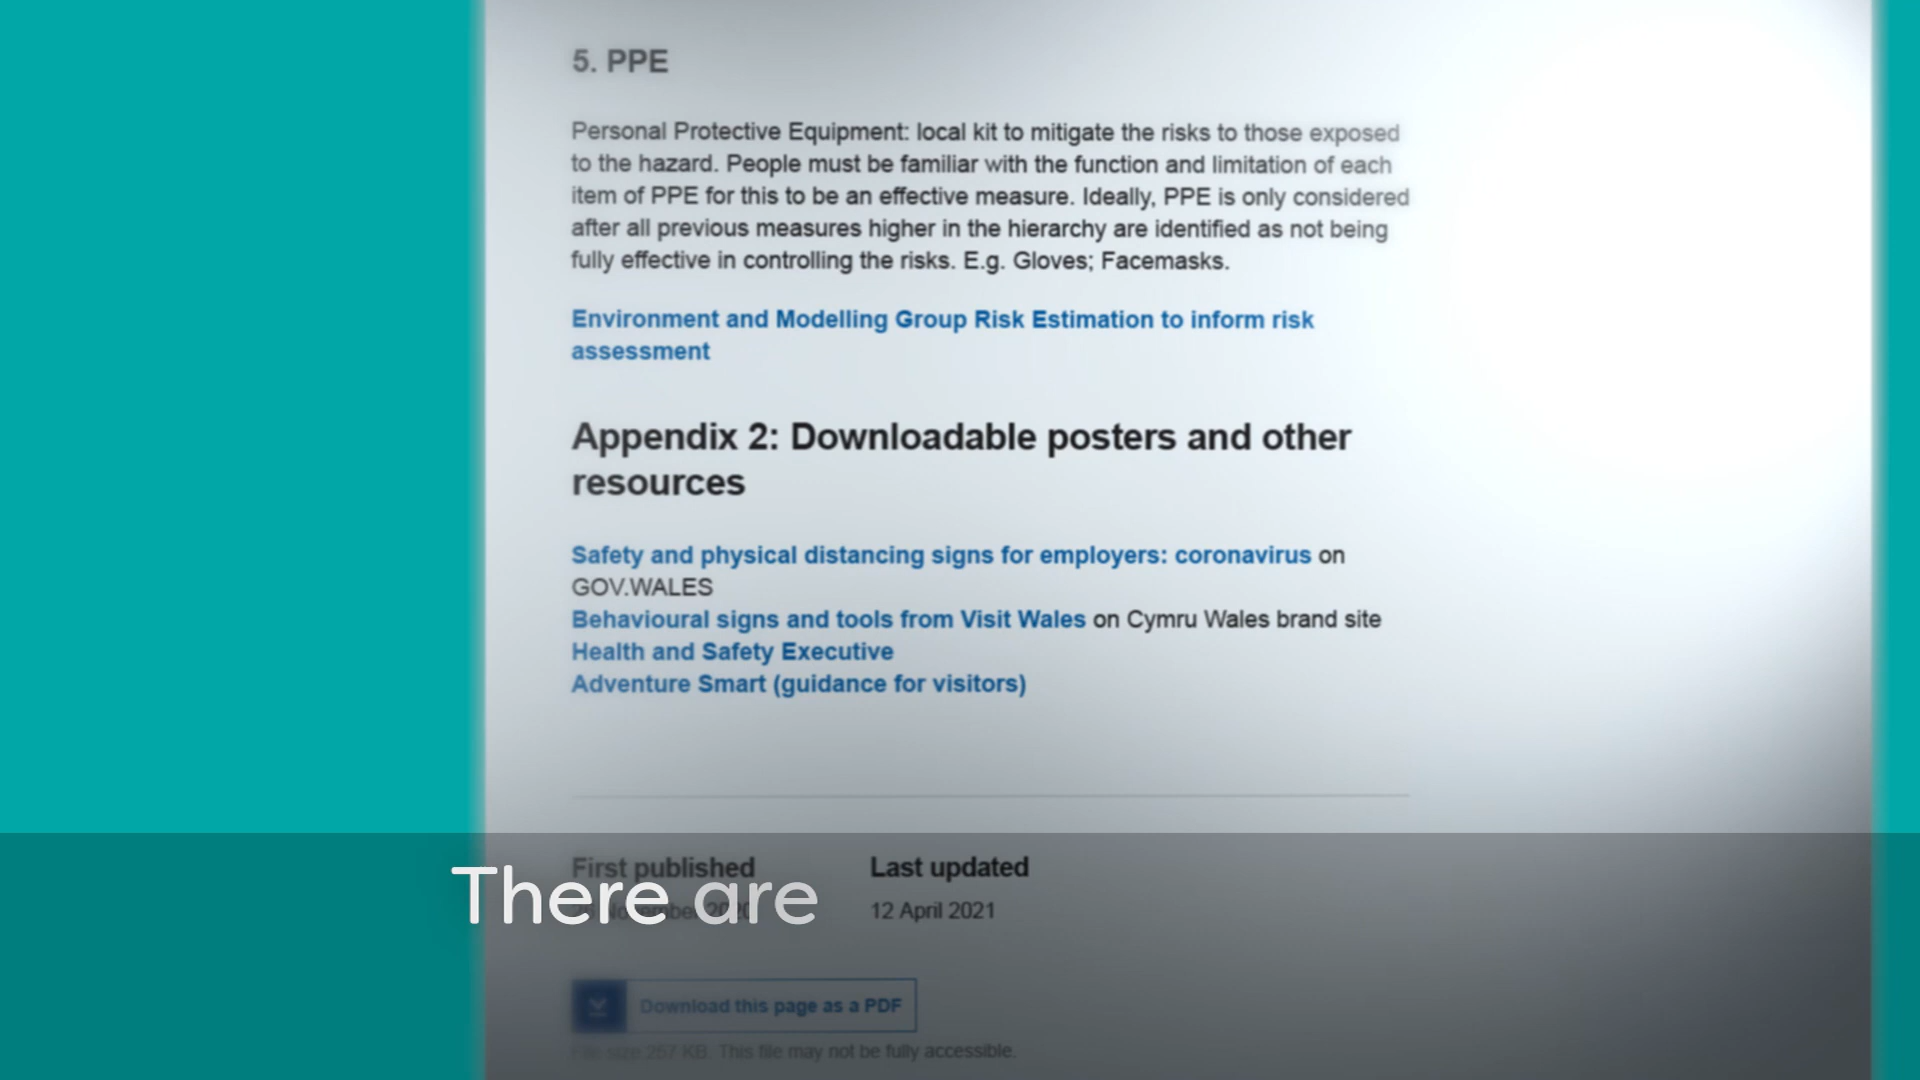 5. PPE
Personal Protective Equipment: local kit to mitigate the risks to those exposed
to the hazard. People must be familiar with the function and limitation of each
item of PPE for this to be an effective measure. Ideally, PPE is only considered
after all previous measures higher in the hierarchy are identified as not being
fully effective in controlling the risks. E.g. Gloves; Facemasks.
Environment and Modelling Group Risk Estimation to inform risk
assessment
Appendix 2: Downloadable posters and other
resources
Safety and physical distancing signs for employers: coronavirus on
GOV.WALES
Behavioural signs and tools from Visit Wales on Cymru Wales brand site
Health and Safety Executive
Adventure Smart (guidance for visitors)
First published Last updated
There are
November 12 April 2021
Download this page as a PDF
File size 257 KB. This file may not be fully accessible.